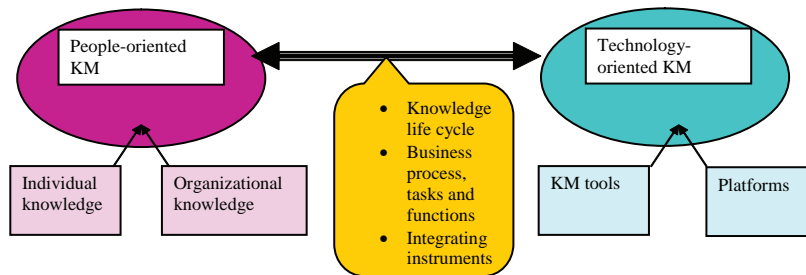 People-oriented
KM
Technology-
oriented KM
• Knowledge
life cycle
• Business
process,
tasks and
functions
• Integrating
instruments
Individual
knowledge
Organizational
knowledge
KM tools
Platforms